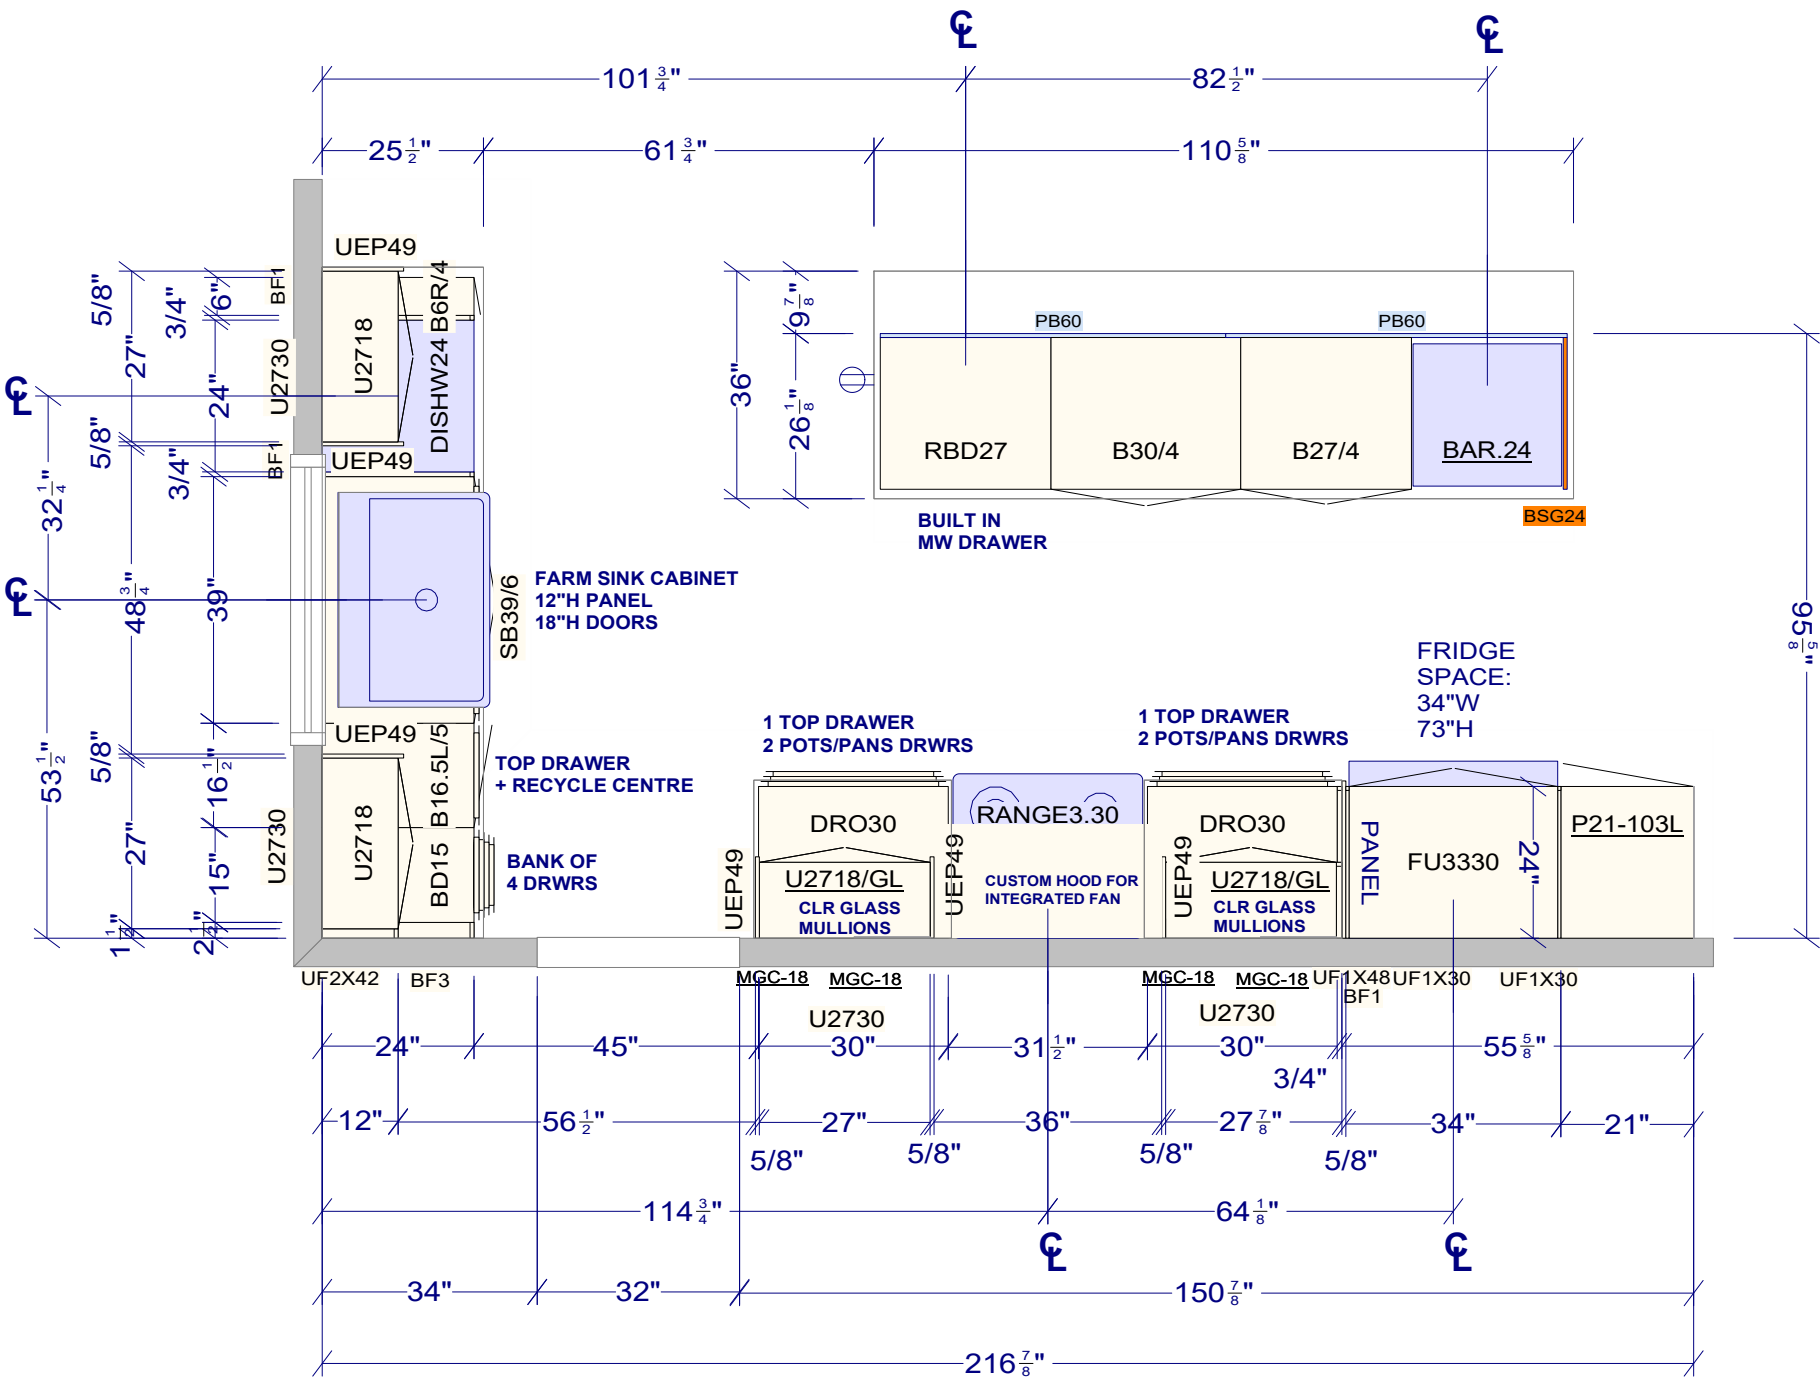 ℄ ℄
101 3/4" 82 1/2"
25 1/2" 61 3/4" 110 5/8"
UEP49
BF1
B6R/4
5/8"
3/4"
6"
27"
U2730
U2718
24"
DISHW24
℄
5/8"
3/4"
BF1
UEP49
32 1/4"
℄
48 3/4"
39"
SB39/6
FARM SINK CABINET
12"H PANEL
18"H DOORS
36"
9 7/8"
26 1/8"
PB60 PB60
RBD27 B30/4 B27/4 BAR.24
BUILT IN
MW DRAWER
BSG24
95 5/8"
53 1/2"
5/8"
16 1/2"
UEP49
B16.5L/5
TOP DRAWER
+ RECYCLE CENTRE
27"
U2730
U2718
15"
BD15
BANK OF
4 DRWRS
1 1/2"
2 1/2"
1 TOP DRAWER
2 POTS/PANS DRWRS
1 TOP DRAWER
2 POTS/PANS DRWRS
FRIDGE
SPACE:
34"W
73"H
DRO30 RANGE3.30 DRO30 P21-103L
UEP49
U2718/GL
CLR GLASS
MULLIONS
UEP49
CUSTOM HOOD FOR
INTEGRATED FAN
UEP49
U2718/GL
CLR GLASS
MULLIONS
PANEL
FU3330
24"
UF2X42 BF3 MGC-18 MGC-18 MGC-18 MGC-18 UF1X48 UF1X30 UF1X30
BF1
U2730 U2730
24" 45" 30" 31 1/2" 30" 55 5/8"
3/4"
12" 56 1/2" 27" 36" 27 7/8" 34" 21"
5/8" 5/8" 5/8" 5/8"
114 3/4" 64 1/8"
℄ ℄
34" 32" 150 7/8"
216 7/8"